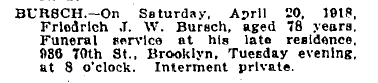 BURSCH.—On Saturday, April 20, 1918,
Friedrich J. W. Bursch, aged 78 years.
Funeral service at his late residence,
936 70th St., Brooklyn, Tuesday evening,
at 8 o'clock. Interment private.